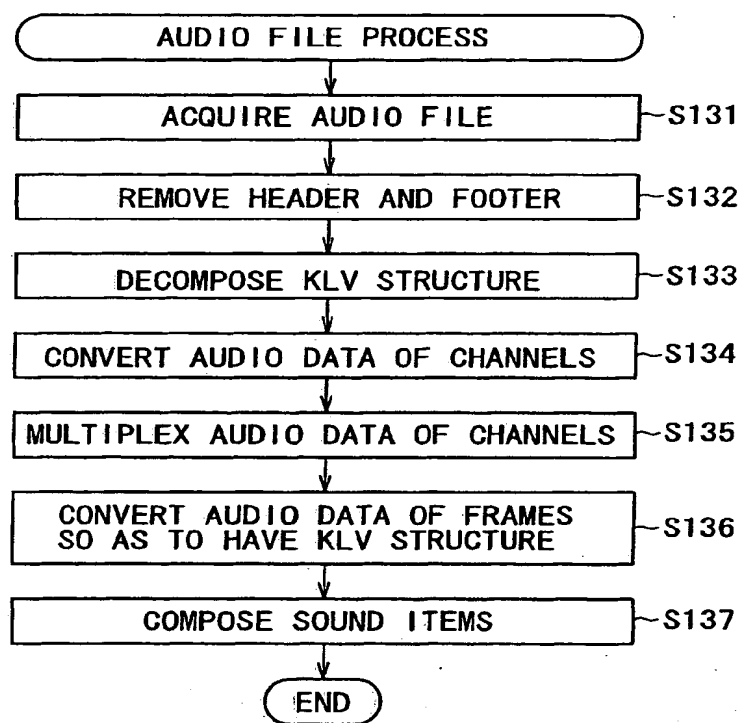 AUDIO FILE PROCESS
ACQUIRE AUDIO FILE S131
REMOVE HEADER AND FOOTER S132
DECOMPOSE KLV STRUCTURE S133
CONVERT AUDIO DATA OF CHANNELS S134
MULTIPLEX AUDIO DATA OF CHANNELS S135
CONVERT AUDIO DATA OF FRAMES
SO AS TO HAVE KLV STRUCTURE S136
COMPOSE SOUND ITEMS S137
END